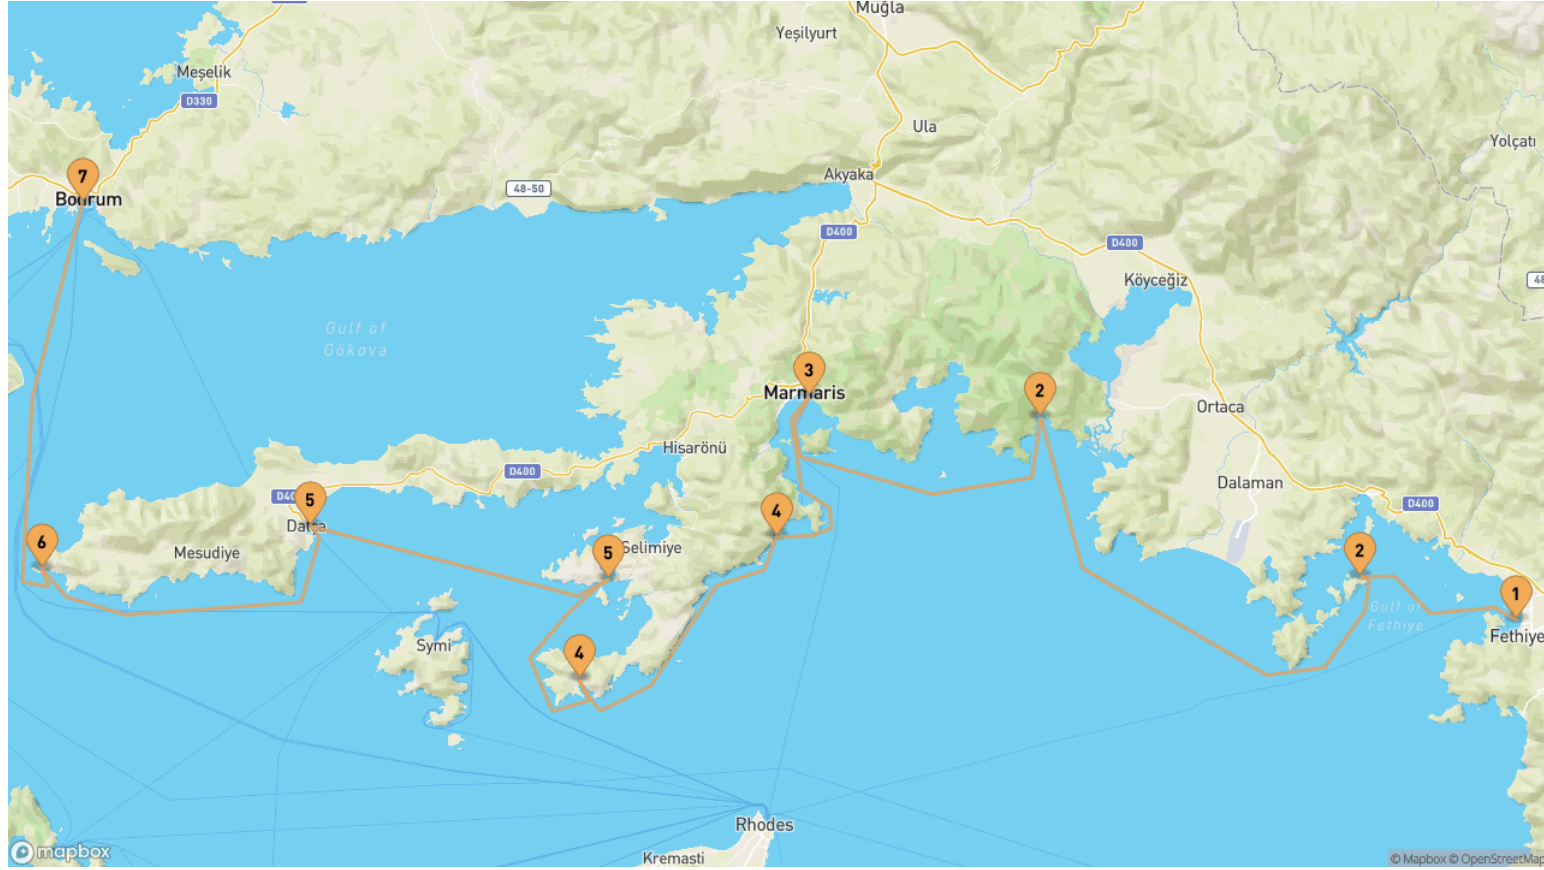 Muğla
Yeşilyurt
Meşelik
D330
Ula
Yolçatı
7
Bodrum
48-50
Akyaka
D400
D400
Köyceğiz
48
Gulf of
Gökova
3
Marmaris
2
Ortaca
Hisarönü
D400
Dalaman
D400
D40
5
Datça
4
6
Mesudiye
5
Selimiye
2
1
Gulf of
Fethiye
Fethiye
Symi
4
Rhodes
Kremasti
mapbox
© Mapbox © OpenStreetMap